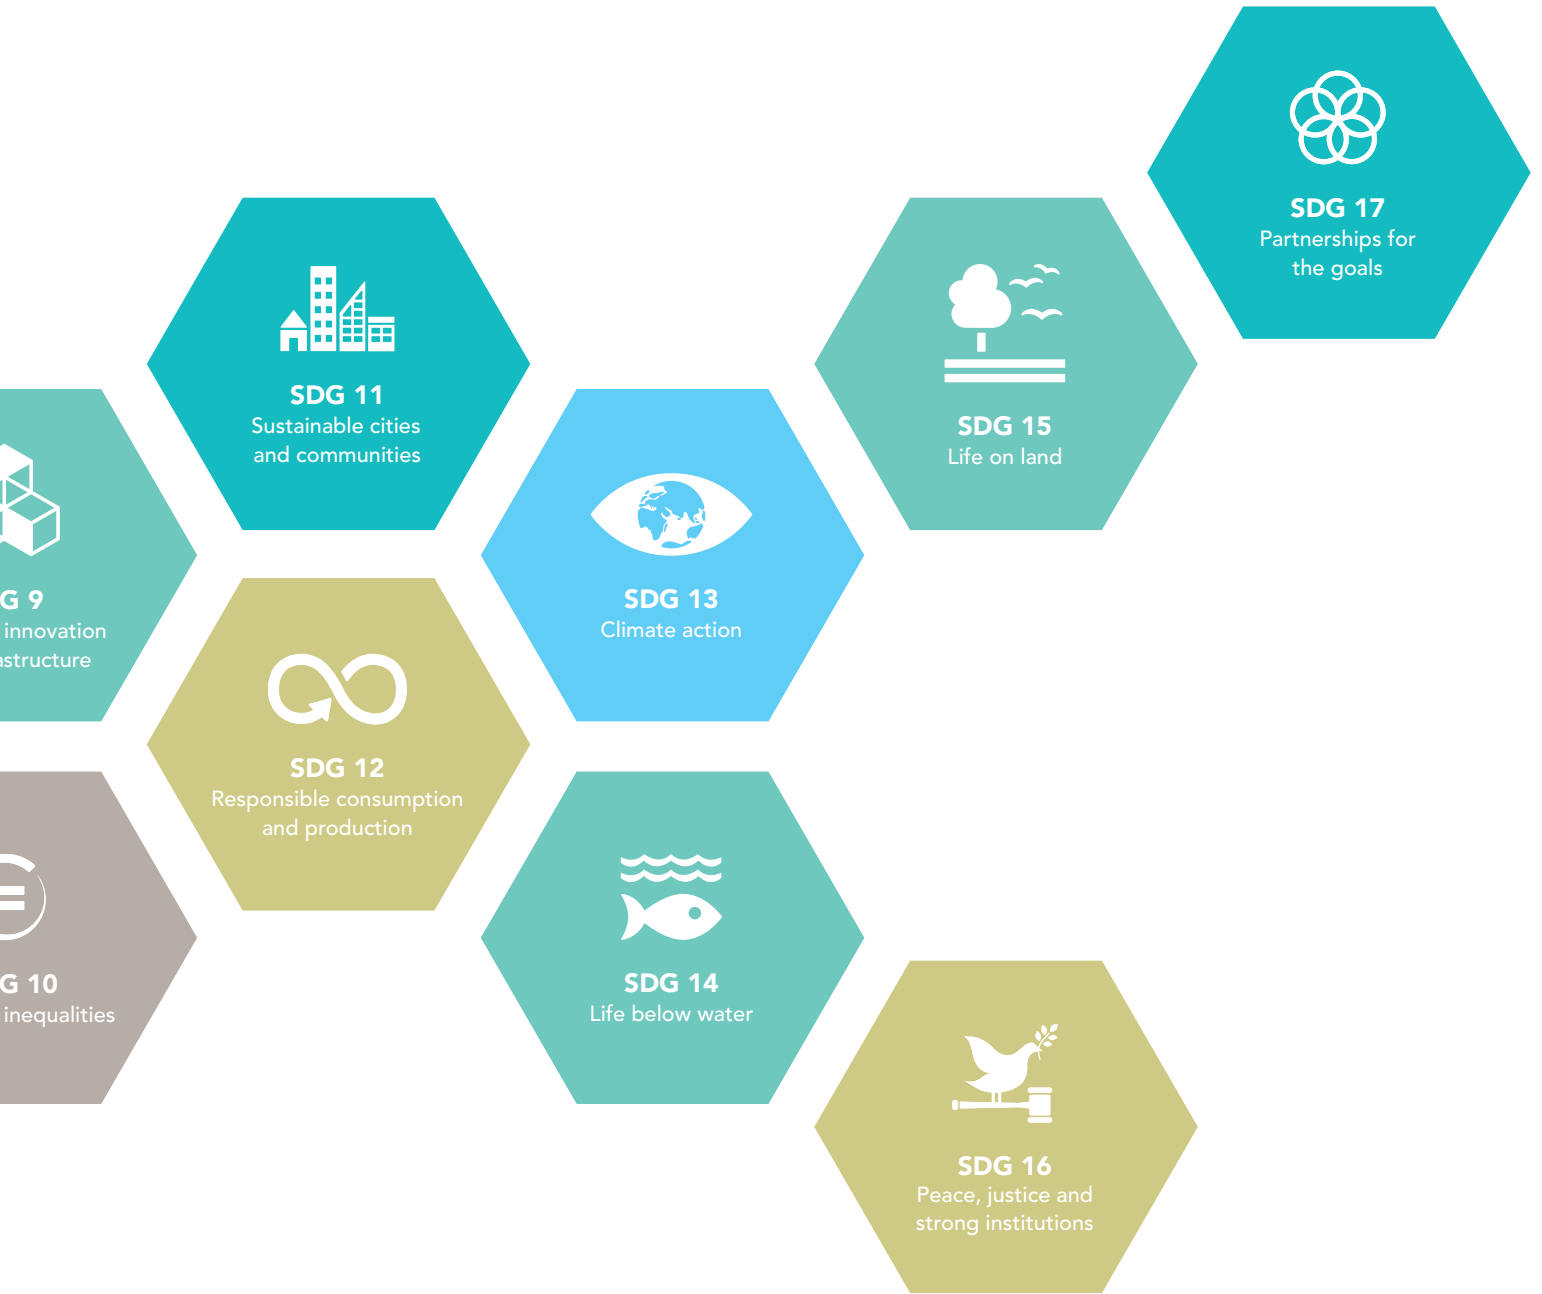 SDG 17
Partnerships for
the goals
SDG 11
Sustainable cities
and communities
SDG 15
Life on land
G 9
innovation
astructure
SDG 13
Climate action
SDG 12
Responsible consumption
and production
G 10
inequalities
SDG 14
Life below water
SDG 16
Peace, justice and
strong institutions